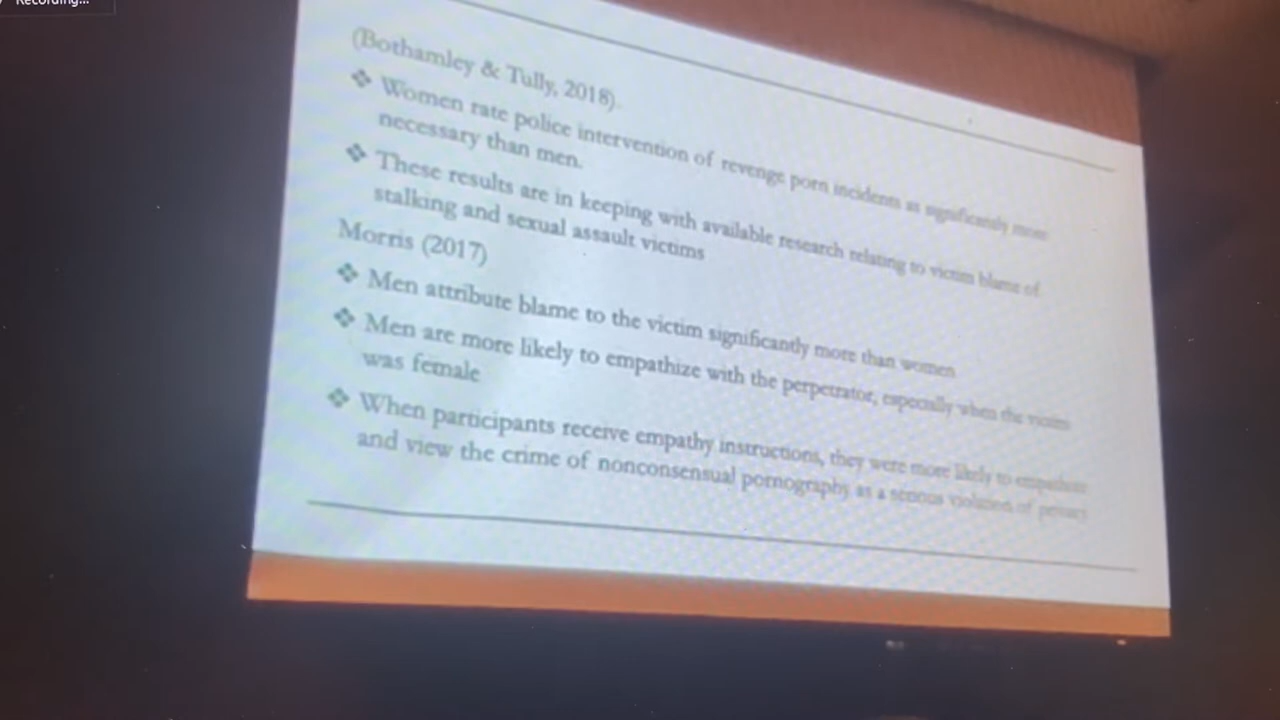 Recording...
(Bothamley & Tully, 2018).
❖ Women rate police intervention of revenge porn incidents as significantly more
necessary than men.
❖ These results are in keeping with available research relating to victim blame of
stalking and sexual assault victims
Morris (2017)
❖ Men attribute blame to the victim significantly more than women
❖ Men are more likely to empathize with the perpetrator, especially when the victim
was female
❖ When participants receive empathy instructions, they were more likely to empathize
and view the crime of nonconsensual pornography as a serious violation of privacy